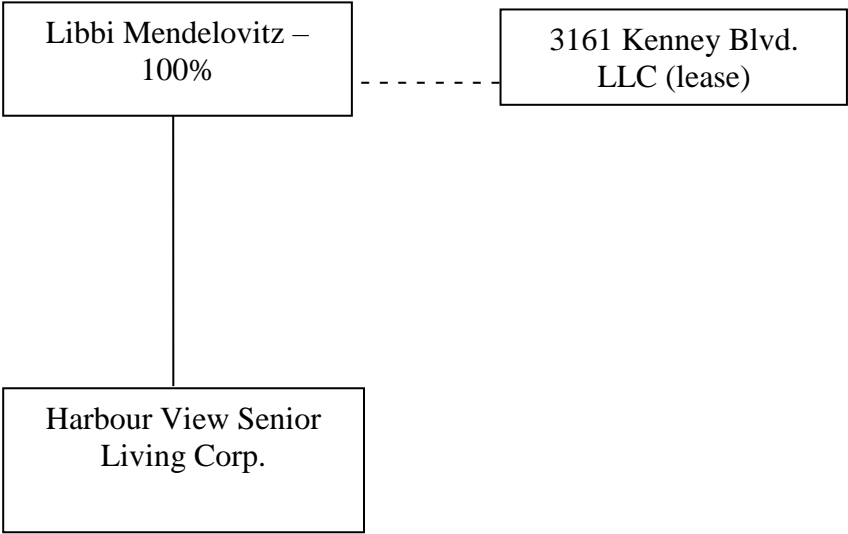 Libbi Mendelovitz –
100%
3161 Kenney Blvd.
LLC (lease)
Harbour View Senior
Living Corp.